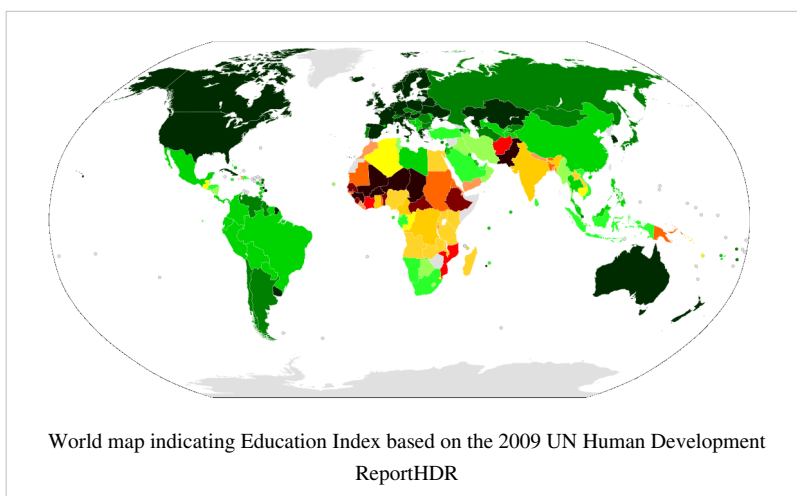 World map indicating Education Index based on the 2009 UN Human Development
ReportHDR